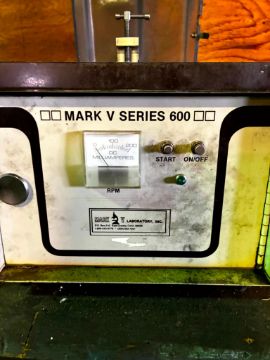 MARK V SERIES 600
0 100 200
DC MILLIAMPERES
RPM
START
ON/OFF
LABORATORY, INC.